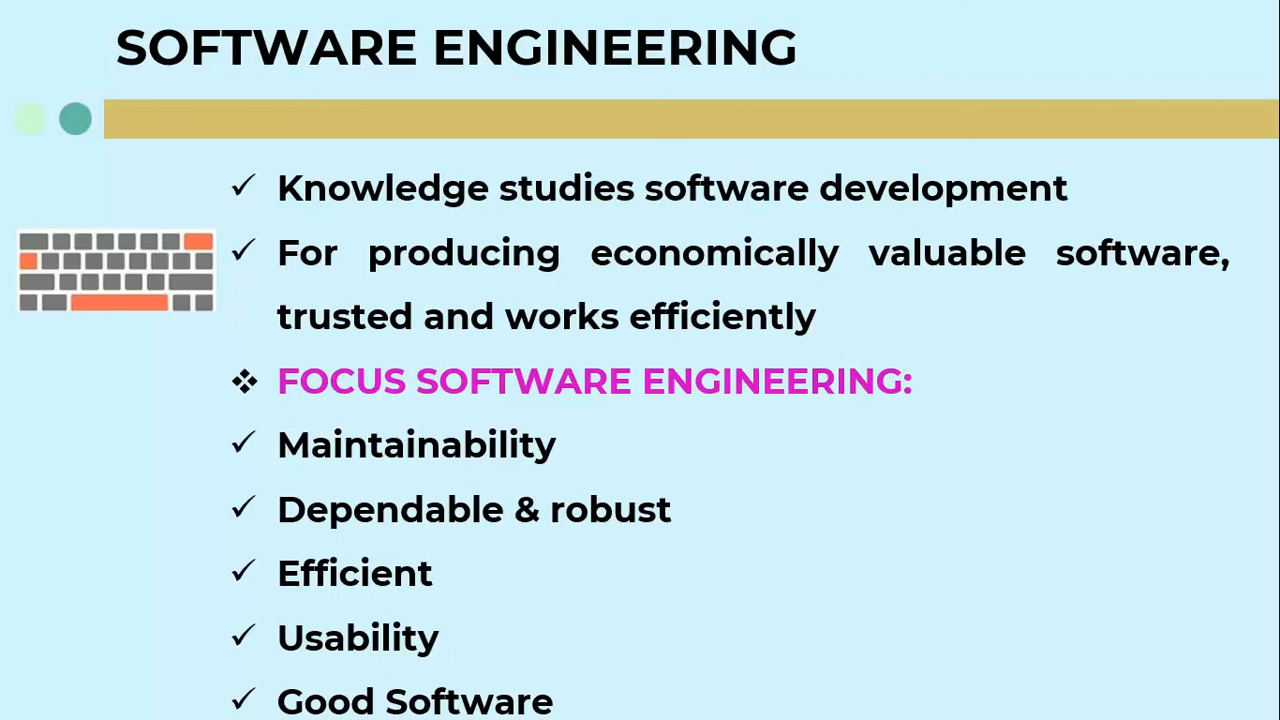 SOFTWARE ENGINEERING
✓ Knowledge studies software development
✓ For producing economically valuable software,
trusted and works efficiently
❖ FOCUS SOFTWARE ENGINEERING:
✓ Maintainability
✓ Dependable & robust
✓ Efficient
✓ Usability
✓ Good Software